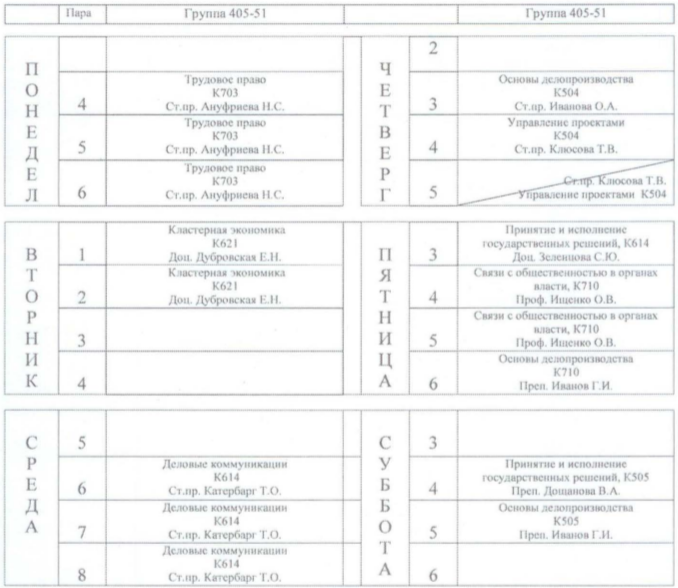 Пара
Группа 405-51
Группа 405-51
ПОНЕДЕЛ
4
Трудовое право
К703
Ст.пр. Ануфриева Н.С.
5
Трудовое право
К703
Ст.пр. Ануфриева Н.С.
6
Трудовое право
К703
Ст.пр. Ануфриева Н.С.
ЧЕТВЕРГ
2
3
Основы делопроизводства
К504
Ст.пр. Иванова О.А.
4
Управление проектами
К504
Ст.пр. Клюсова Т.В.
5
Ст.пр. Клюсова Т.В.
Управление проектами К504
ВТОРНИК
1
Кластерная экономика
К621
Доц. Дубровская Е.Н.
2
Кластерная экономика
К621
Доц. Дубровская Е.Н.
3
4
ПЯТНИЦА
3
Принятие и исполнение
государственных решений, К614
Доц. Зеленцова С.Ю.
4
Связи с общественностью в органах
власти, К710
Проф. Ищенко О.В.
5
Связи с общественностью в органах
власти, К710
Проф. Ищенко О.В.
6
Основы делопроизводства
К710
Преп. Иванов Г.И.
СРЕДА
5
6
Деловые коммуникации
К614
Ст.пр. Катербарг Т.О.
7
Деловые коммуникации
К614
Ст.пр. Катербарг Т.О.
8
Деловые коммуникации
К614
Ст.пр. Катербарг Т.О.
СУББОТА
3
4
Принятие и исполнение
государственных решений, К505
Преп. Дощанова В.А.
5
Основы делопроизводства
К505
Преп. Иванов Г.И.
6